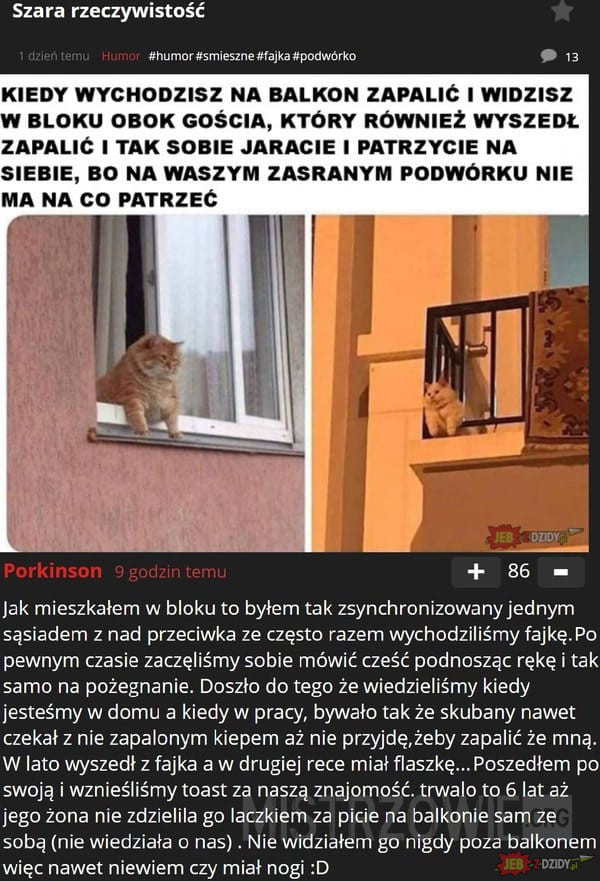 Szara rzeczywistość
1 dzień temu Humor #humor #smieszne #fajka #podwórko 13
KIEDY WYCHODZISZ NA BALKON ZAPALIĆ I WIDZISZ
W BLOKU OBOK GOŚCIA, KTÓRY RÓWNIEŻ WYSZEDŁ
ZAPALIĆ I TAK SOBIE JARACIE I PATRZYCIE NA
SIEBIE, BO NA WASZYM ZASRANYM PODWÓRKU NIE
MA NA CO PATRZEĆ
JEB Z DZIDY.pl
Porkinson 9 godzin temu + 86 -
Jak mieszkałem w bloku to byłem tak zsynchronizowany jednym
sąsiadem z nad przeciwka ze często razem wychodziliśmy fajkę.Po
pewnym czasie zaczęliśmy sobie mówić cześć podnosząc rękę i tak
samo na pożegnanie. Doszło do tego że wiedzieliśmy kiedy
jesteśmy w domu a kiedy w pracy, bywało tak że skubany nawet
czekał z nie zapalonym kiepem aż nie przyjdę,żeby zapalić że mną.
W lato wyszedł z fajka a w drugiej rece miał flaszkę...Poszedłem po
swoją i wznieśliśmy toast za naszą znajomość. trwalo to 6 lat aż
jego żona nie zdzielila go laczkiem za picie na balkonie sam ze
sobą (nie wiedziała o nas) . Nie widziałem go nigdy poza balkonem
więc nawet niewiem czy miał nogi :D
MISTRZOWIE.ORG
JEB-Z-DZIDY.pl